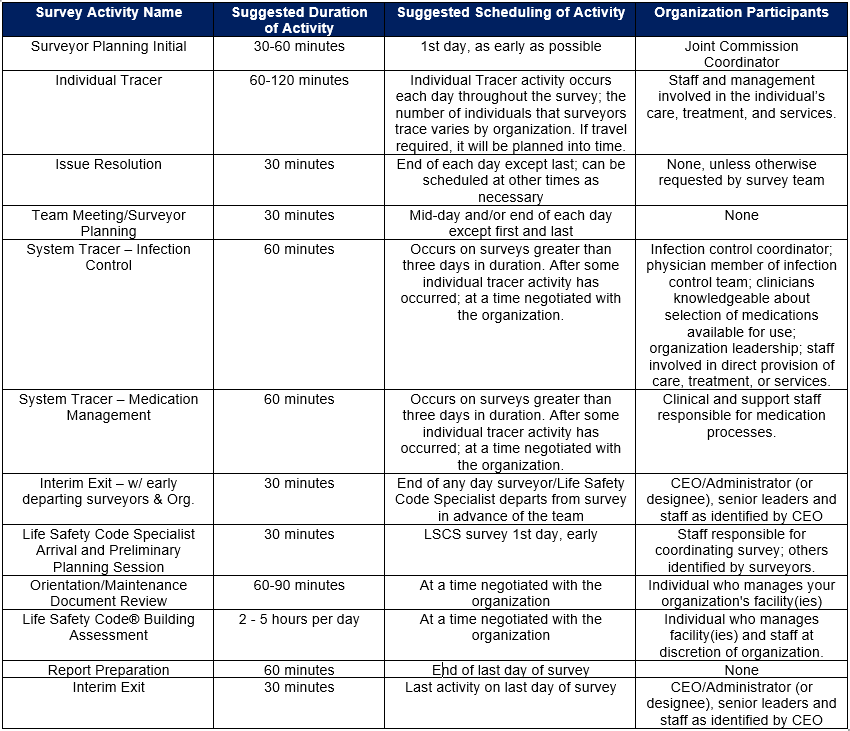 Survey Activity Name
Suggested Duration
of Activity
Suggested Scheduling of Activity
Organization Participants
Surveyor Planning Initial
30-60 minutes
1st day, as early as possible
Joint Commission
Coordinator
Individual Tracer
60-120 minutes
Individual Tracer activity occurs
each day throughout the survey; the
number of individuals that surveyors
trace varies by organization. If travel
required, it will be planned into time.
Staff and management
involved in the individual's
care, treatment, and services.
Issue Resolution
30 minutes
End of each day except last; can be
scheduled at other times as
necessary
None, unless otherwise
requested by survey team
Team Meeting/Surveyor
Planning
30 minutes
Mid-day and/or end of each day
except first and last
None
System Tracer – Infection
Control
60 minutes
Occurs on surveys greater than
three days in duration. After some
individual tracer activity has
occurred; at a time negotiated with
the organization.
Infection control coordinator;
physician member of infection
control team; clinicians
knowledgeable about
selection of medications
available for use;
organization leadership; staff
involved in direct provision of
care, treatment, or services.
System Tracer – Medication
Management
60 minutes
Occurs on surveys greater than
three days in duration. After some
individual tracer activity has
occurred; at a time negotiated with
the organization.
Clinical and support staff
responsible for medication
processes.
Interim Exit – w/ early
departing surveyors & Org.
30 minutes
End of any day surveyor/Life Safety
Code Specialist departs from survey
in advance of the team
CEO/Administrator (or
designee), senior leaders and
staff as identified by CEO
Life Safety Code Specialist
Arrival and Preliminary
Planning Session
30 minutes
LSCS survey 1st day, early
Staff responsible for
coordinating survey; others
identified by surveyors.
Orientation/Maintenance
Document Review
60-90 minutes
At a time negotiated with the
organization
Individual who manages your
organization's facility(ies)
Life Safety Code® Building
Assessment
2 - 5 hours per day
At a time negotiated with the
organization
Individual who manages
facility(ies) and staff at
discretion of organization.
Report Preparation
60 minutes
End of last day of survey
None
Interim Exit
30 minutes
Last activity on last day of survey
CEO/Administrator (or
designee), senior leaders and
staff as identified by CEO